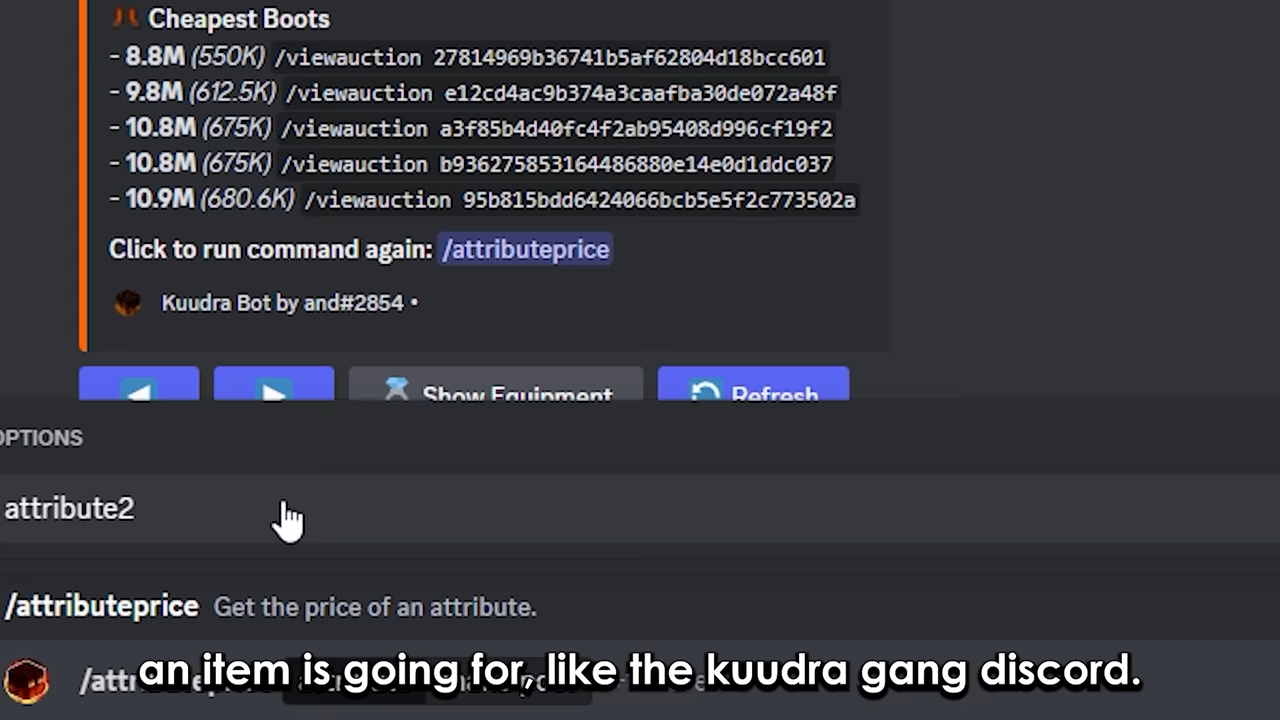 Cheapest Boots
- 8.8M (550K) /viewauction 27814969b36741b5af62804d18bcc601
- 9.8M (612.5K) /viewauction e12cd4ac9b374a3caafba30de072a48f
- 10.8M (675K) /viewauction a3f85b4d40fc4f2ab95408d996cf19f2
- 10.8M (675K) /viewauction b936275853164486880e14e0d1ddc037
- 10.9M (680.6K) /viewauction 95b815bdd6424066bcb5e5f2c773502a
Click to run command again: /attributeprice
Kuudra Bot by and#2854 •
Show Equipment Refresh
OPTIONS
attribute2
/attributeprice Get the price of an attribute.
an item is going for, like the kuudra gang discord.